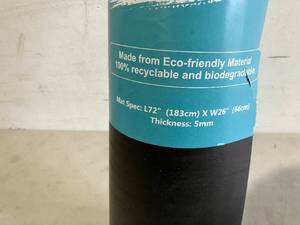 Made from Eco-friendly Material
100% recyclable and biodegradable
Mat Spec: L72" (183cm) X W26" (66cm)
Thickness: 5mm